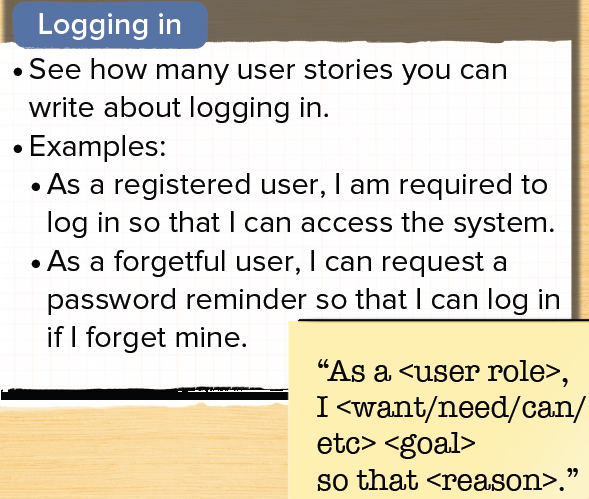 Logging in
• See how many user stories you can
write about logging in.
• Examples:
• As a registered user, I am required to
log in so that I can access the system.
• As a forgetful user, I can request a
password reminder so that I can log in
if I forget mine.
“As a <user role>,
I <want/need/can/
etc> <goal>
so that <reason>.”